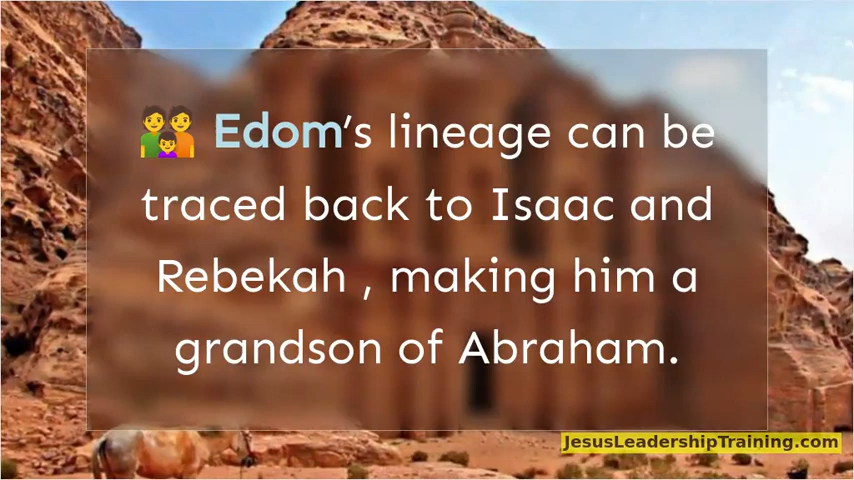 👨‍👩‍👧 Edom's lineage can be
traced back to Isaac and
Rebekah , making him a
grandson of Abraham.
JesusLeadershipTraining.com